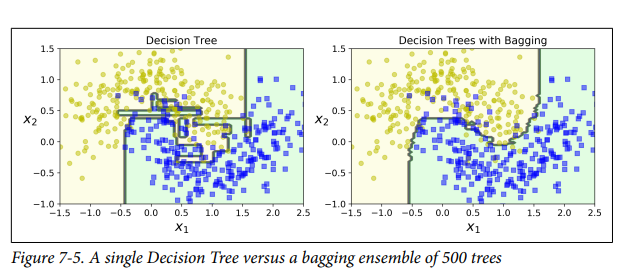 Decision Tree
1.5
1.0
0.5
0.0
−0.5
−1.0
x2
−1.5 −1.0 −0.5 0.0 0.5 1.0 1.5 2.0 2.5
x1
Decision Trees with Bagging
1.5
1.0
0.5
0.0
−0.5
−1.0
x2
−1.5 −1.0 −0.5 0.0 0.5 1.0 1.5 2.0 2.5
x1
Figure 7-5. A single Decision Tree versus a bagging ensemble of 500 trees